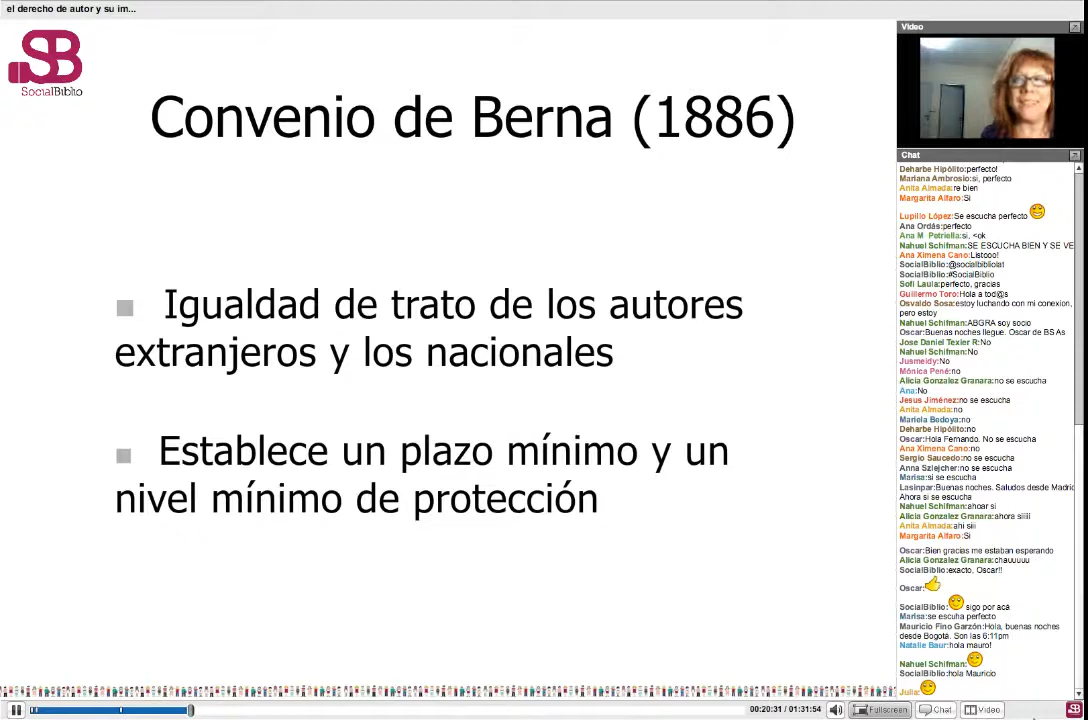 el derecho de autor y su im...
SB
SocialBiblio
Convenio de Berna (1886)
Igualdad de trato de los autores
extranjeros y los nacionales
Establece un plazo mínimo y un
nivel mínimo de protección
Video
Chat
Deharbe Hipólito:perfecto!
Mariana Ambrosio:si, perfecto
Anita Almada:re bien
Margarita Alfaro:Si
Lupillo López:Se escucha perfecto
Ana Ordás:perfecto
Ana M Petriella:si, <ok
Nahuel Schifman:SE ESCUCHA BIEN Y SE VE
Ana Ximena Cano:Listooo!
SocialBiblio:@socialbibliolat
SocialBiblio:#SocialBiblio
Sofi Laula:perfecto, gracias
Guillermo Toro:Hola a tod@s
Osvaldo Sosa:estoy luchando con mi conexion,
pero estoy
Nahuel Schifman:ABGRA soy socio
Oscar:Buenas noches llegue. Oscar de BS As
Jose Daniel Texier R:No
Nahuel Schifman:No
Jusmeidy:No
Mónica Pené:no
Alicia Gonzalez Granara:no se escucha
Ana:No
Jesus Jiménez:no se escucha
Anita Almada:no
Mariela Bedoya:no
Deharbe Hipólito:no
Oscar:Hola Fernando. No se escucha
Ana Ximena Cano:no
Sergio Saucedo:no se escucha
Anna Szlejcher:no se escucha
Marisa:si se escucha
Lasinpar:Buenas noches. Saludos desde Madrid
Ahora si se escucha
Nahuel Schifman:ahoar si
Alicia Gonzalez Granara:ahora siiiii
Anita Almada:ahi siii
Margarita Alfaro:Si
Oscar:Bien gracias me estaban esperando
Alicia Gonzalez Granara:chauuuuu
SocialBiblio:exacto, Oscar!!
Oscar:
SocialBiblio: sigo por acá
Marisa:se escuha perfecto
Mauricio Fino Garzón:Hola, buenas noches
desde Bogotá. Son las 6:11pm
Natalie Baur:hola mauro!
Nahuel Schifman:
SocialBiblio:hola Mauricio
Julia:
00:20:31 / 01:31:54
Fullscreen
Chat
Video
SB